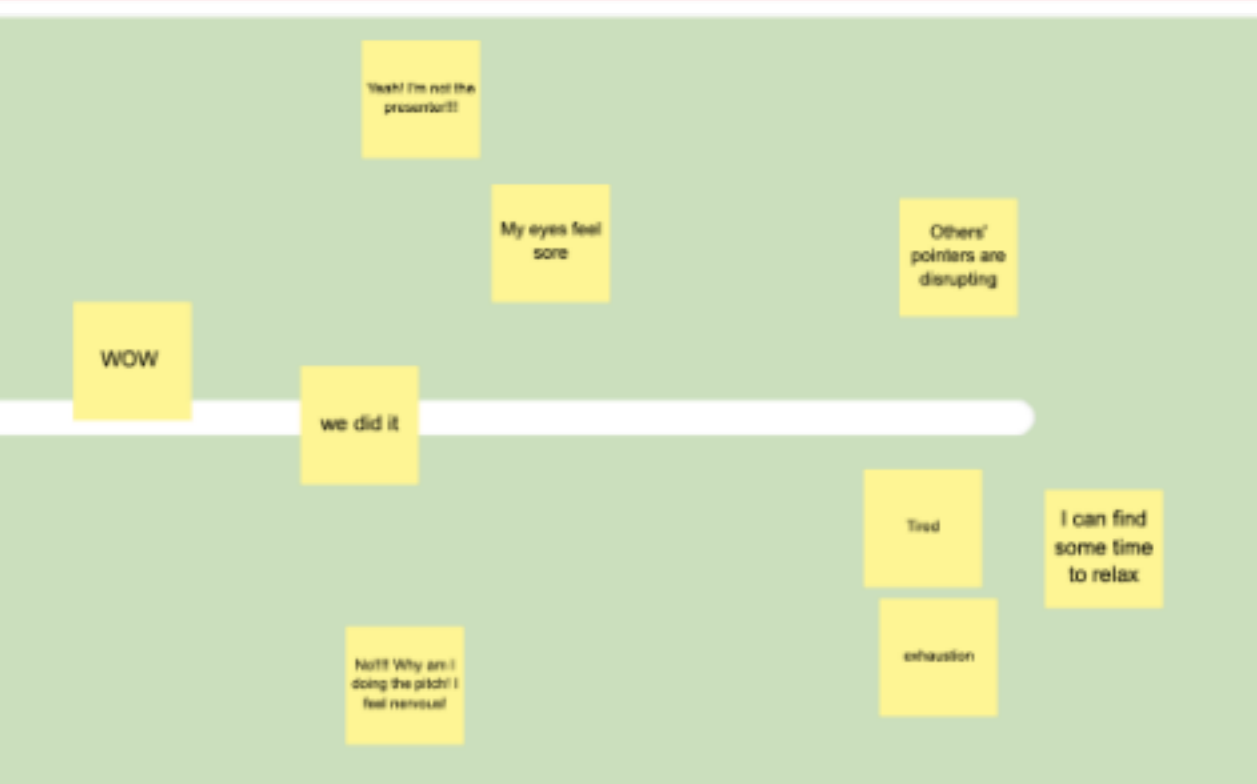 Yeah! I'm not the
presenter!!!
My eyes feel
sore
Others'
pointers are
disrupting
WOW
we did it
Tired
I can find
some time
to relax
exhaustion
No!!! Why am I
doing the pitch! I
feel nervous!